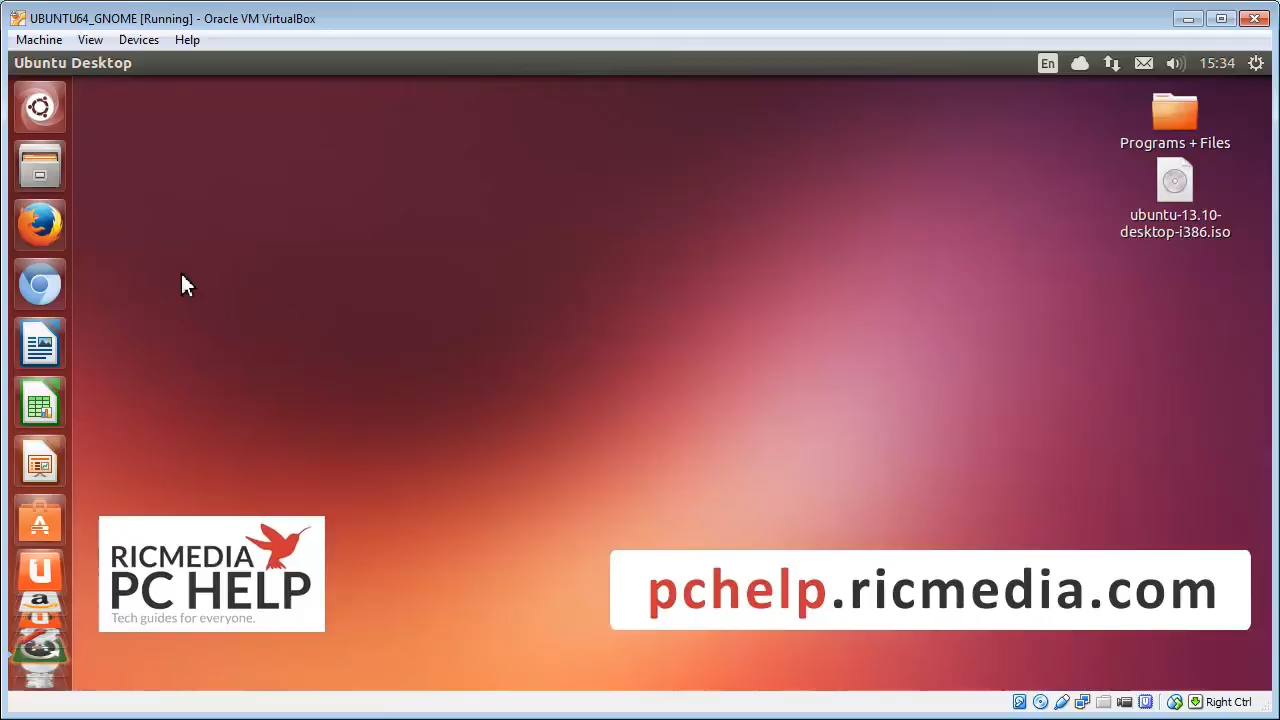 UBUNTU64_GNOME [Running] - Oracle VM VirtualBox
Machine View Devices Help
Ubuntu Desktop
En
15:34
Programs + Files
ubuntu-13.10-
desktop-i386.iso
RICMEDIA
PC HELP
Tech guides for everyone.
pchelp.ricmedia.com
Right Ctrl